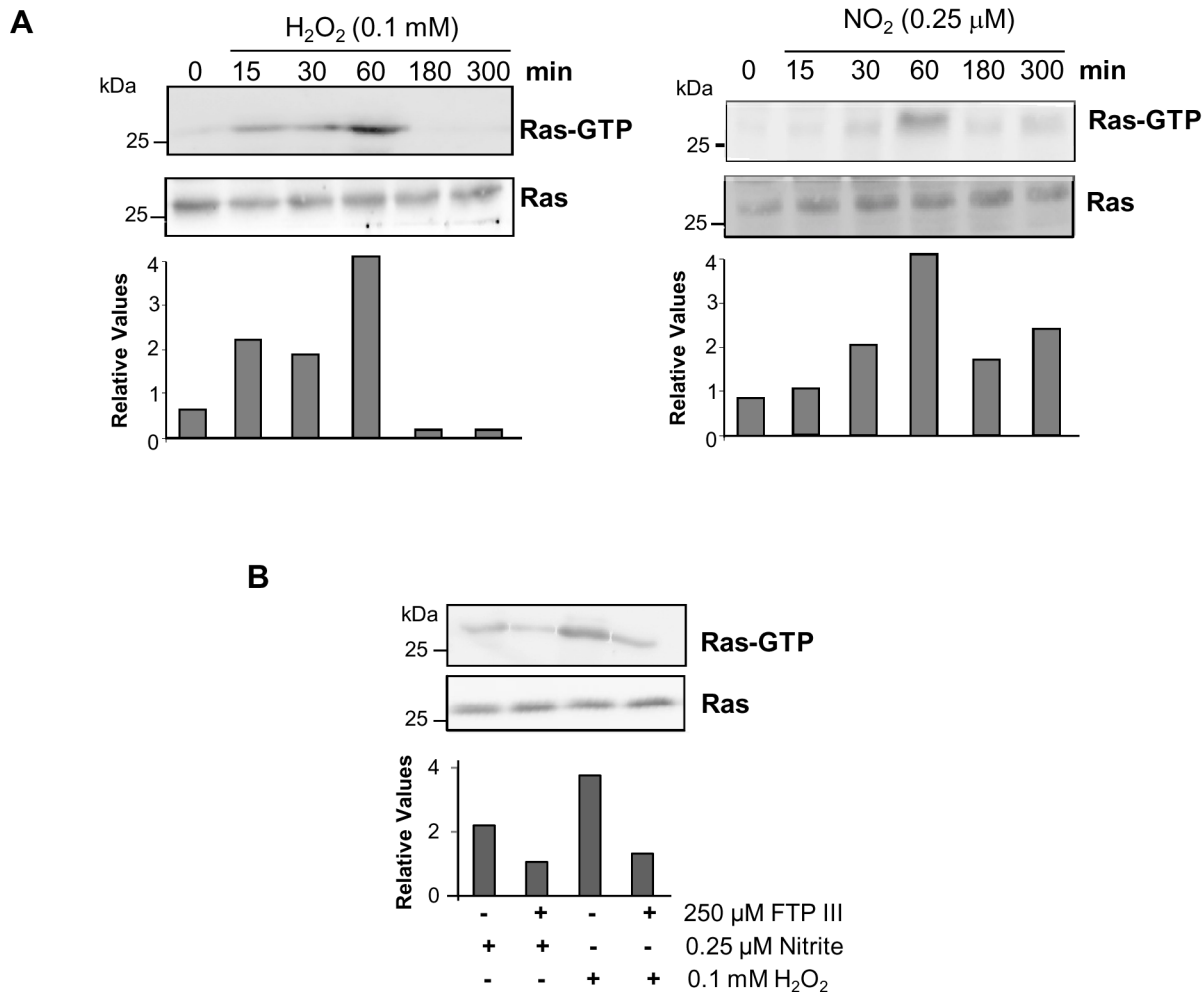 A
H₂O₂ (0.1 mM)
0 15 30 60 180 300 min
kDa
25
Ras-GTP
25
Ras
Relative Values
4
3
2
1
0
NO₂ (0.25 μM)
0 15 30 60 180 300 min
kDa
25
Ras-GTP
25
Ras
Relative Values
4
3
2
1
0
B
kDa
25
Ras-GTP
25
Ras
Relative Values
4
2
0
- + - + 250 µM FTP III
+ + - - 0.25 µM Nitrite
- - + + 0.1 mM H₂O₂